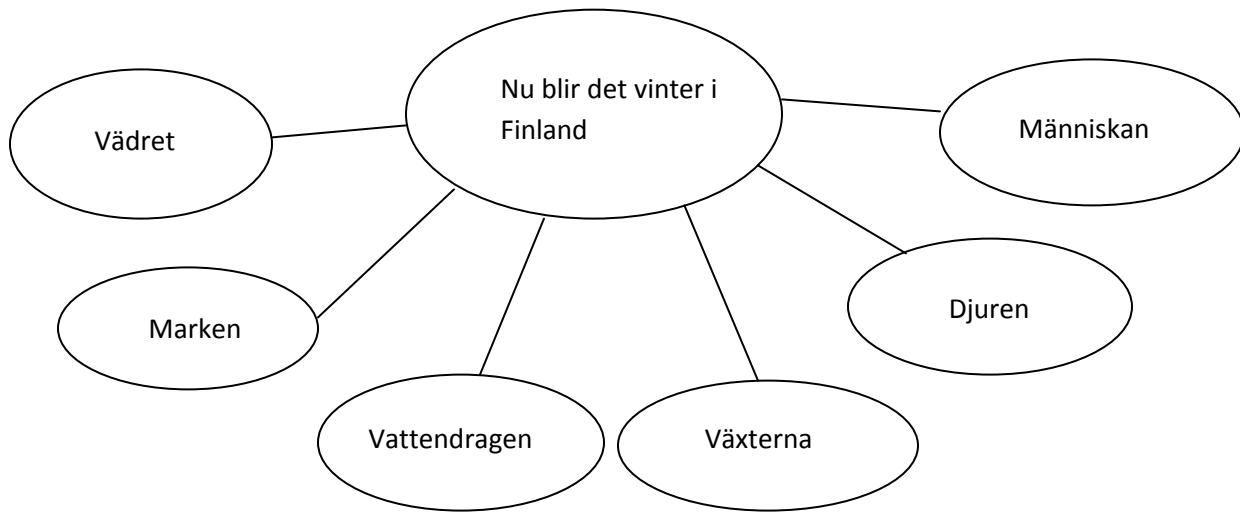 Nu blir det vinter i
Finland
Vädret
Människan
Marken
Djuren
Vattendragen
Växterna